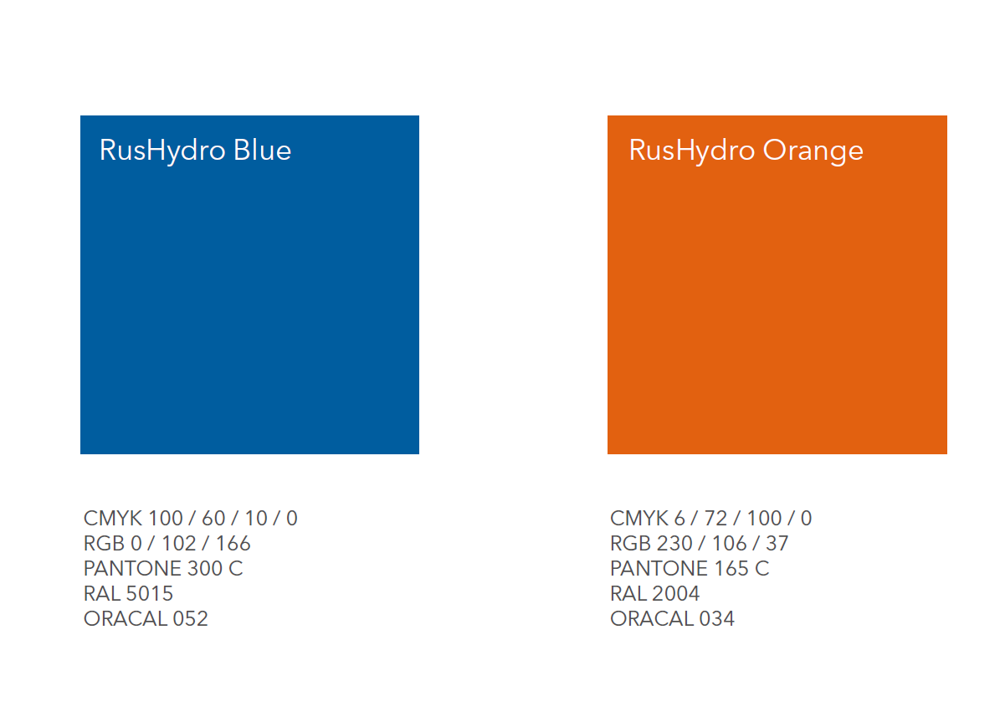 RusHydro Blue
CMYK 100 / 60 / 10 / 0
RGB 0 / 102 / 166
PANTONE 300 C
RAL 5015
ORACAL 052
RusHydro Orange
CMYK 6 / 72 / 100 / 0
RGB 230 / 106 / 37
PANTONE 165 C
RAL 2004
ORACAL 034